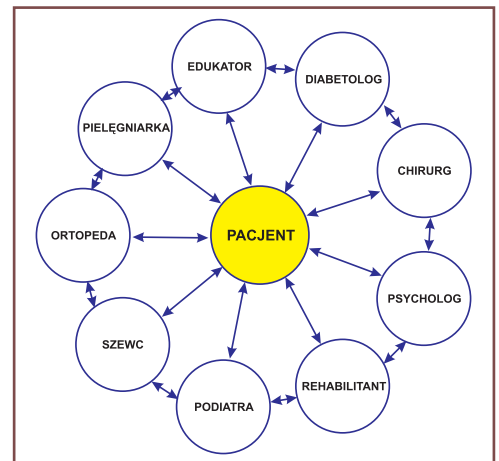 EDUKATOR
DIABETOLOG
PIELĘGNIARKA
CHIRURG
ORTOPEDA
PACJENT
PSYCHOLOG
SZEWC
REHABILITANT
PODIATRA